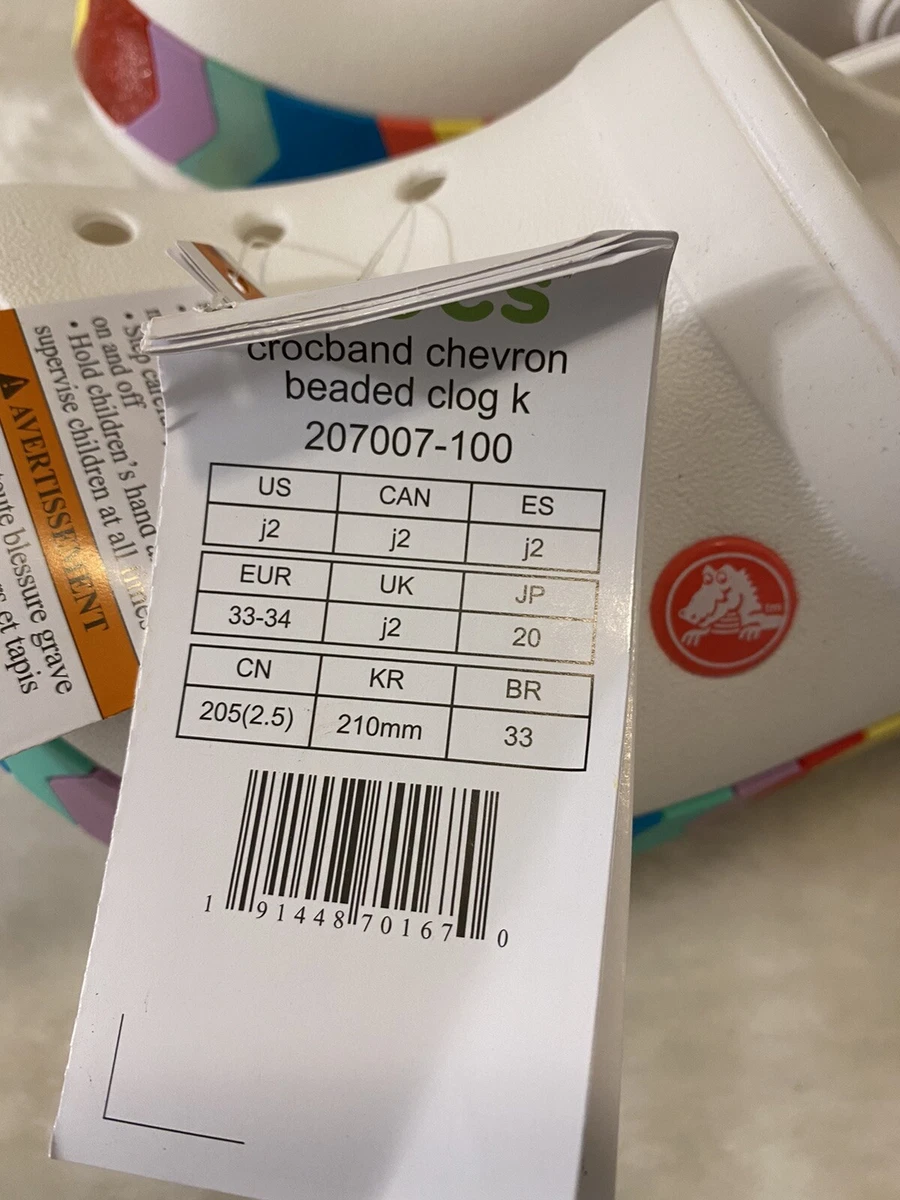 crocband chevron
beaded clog k
207007-100
US CAN ES
j2 j2 j2
EUR UK JP
33-34 j2 20
CN KR BR
205(2.5) 210mm 33
1 91448 70167 0
on and off
• Hold children's hand
supervise children at all times
⚠ AVERTISSEMENT
toute blessure grave
et tapis